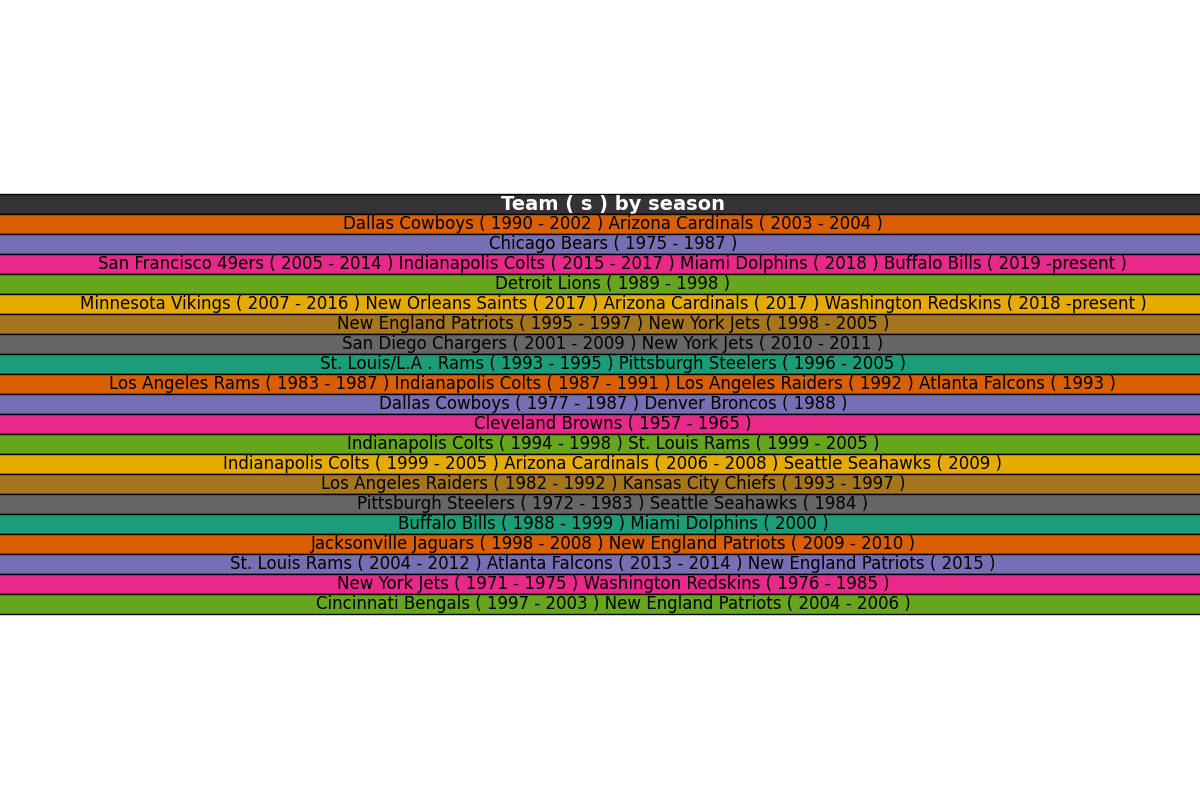 Team ( s ) by season
Dallas Cowboys ( 1990 - 2002 ) Arizona Cardinals ( 2003 - 2004 )
Chicago Bears ( 1975 - 1987 )
San Francisco 49ers ( 2005 - 2014 ) Indianapolis Colts ( 2015 - 2017 ) Miami Dolphins ( 2018 ) Buffalo Bills ( 2019 -present )
Detroit Lions ( 1989 - 1998 )
Minnesota Vikings ( 2007 - 2016 ) New Orleans Saints ( 2017 ) Arizona Cardinals ( 2017 ) Washington Redskins ( 2018 -present )
New England Patriots ( 1995 - 1997 ) New York Jets ( 1998 - 2005 )
San Diego Chargers ( 2001 - 2009 ) New York Jets ( 2010 - 2011 )
St. Louis/L.A . Rams ( 1993 - 1995 ) Pittsburgh Steelers ( 1996 - 2005 )
Los Angeles Rams ( 1983 - 1987 ) Indianapolis Colts ( 1987 - 1991 ) Los Angeles Raiders ( 1992 ) Atlanta Falcons ( 1993 )
Dallas Cowboys ( 1977 - 1987 ) Denver Broncos ( 1988 )
Cleveland Browns ( 1957 - 1965 )
Indianapolis Colts ( 1994 - 1998 ) St. Louis Rams ( 1999 - 2005 )
Indianapolis Colts ( 1999 - 2005 ) Arizona Cardinals ( 2006 - 2008 ) Seattle Seahawks ( 2009 )
Los Angeles Raiders ( 1982 - 1992 ) Kansas City Chiefs ( 1993 - 1997 )
Pittsburgh Steelers ( 1972 - 1983 ) Seattle Seahawks ( 1984 )
Buffalo Bills ( 1988 - 1999 ) Miami Dolphins ( 2000 )
Jacksonville Jaguars ( 1998 - 2008 ) New England Patriots ( 2009 - 2010 )
St. Louis Rams ( 2004 - 2012 ) Atlanta Falcons ( 2013 - 2014 ) New England Patriots ( 2015 )
New York Jets ( 1971 - 1975 ) Washington Redskins ( 1976 - 1985 )
Cincinnati Bengals ( 1997 - 2003 ) New England Patriots ( 2004 - 2006 )